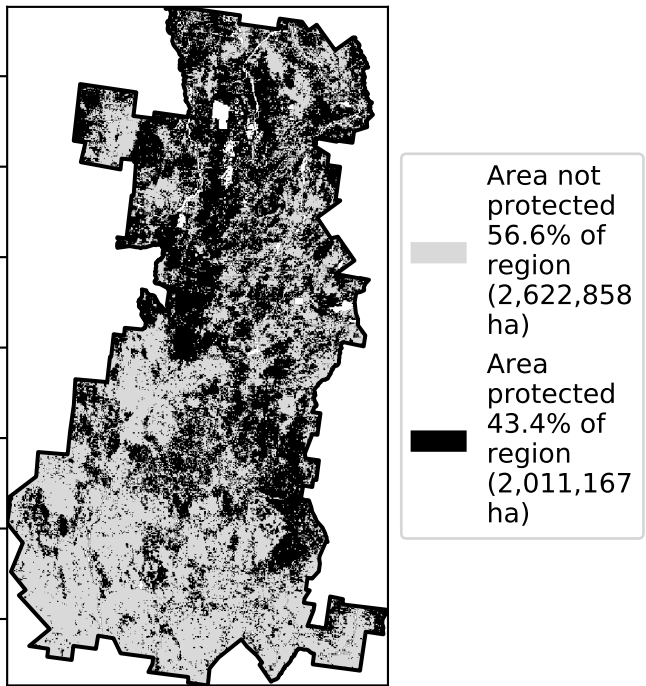 Area not
protected
56.6% of
region
(2,622,858
ha)
Area
protected
43.4% of
region
(2,011,167
ha)